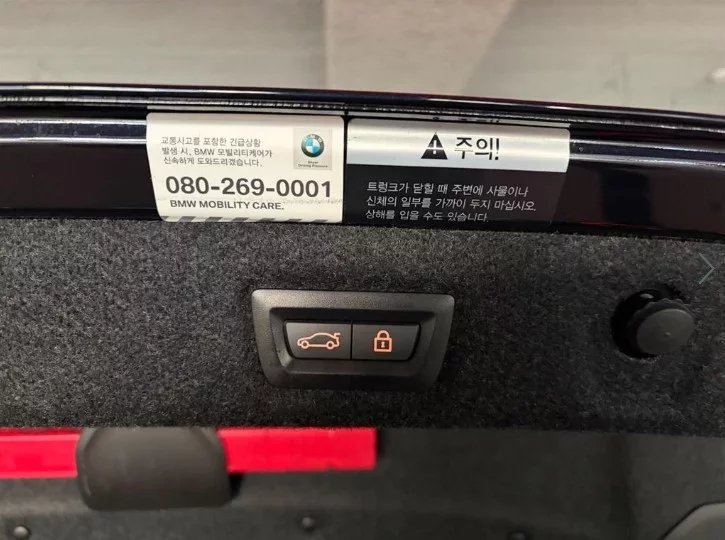 교통사고를 포함한 긴급상황
발생 시, BMW 모빌리티케어가
신속하게 도와드리겠습니다.
080-269-0001
BMW MOBILITY CARE.
주의!
트렁크가 닫힐 때 주변에 사물이나
신체의 일부를 가까이 두지 마십시오.
상해를 입을 수도 있습니다.